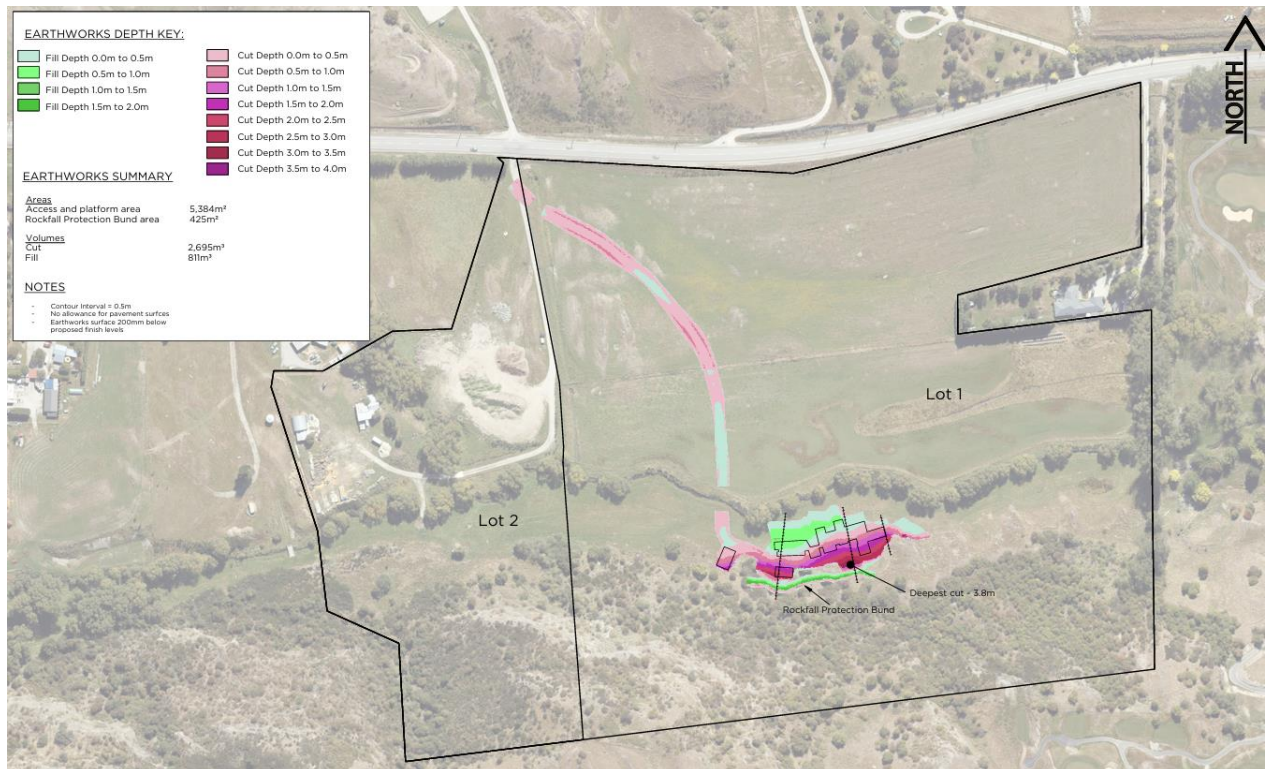 EARTHWORKS DEPTH KEY:
Fill Depth 0.0m to 0.5m
Fill Depth 0.5m to 1.0m
Fill Depth 1.0m to 1.5m
Fill Depth 1.5m to 2.0m
Cut Depth 0.0m to 0.5m
Cut Depth 0.5m to 1.0m
Cut Depth 1.0m to 1.5m
Cut Depth 1.5m to 2.0m
Cut Depth 2.0m to 2.5m
Cut Depth 2.5m to 3.0m
Cut Depth 3.0m to 3.5m
Cut Depth 3.5m to 4.0m
EARTHWORKS SUMMARY
Areas
Access and platform area 5,384m²
Rockfall Protection Bund area 425m²
Volumes
Cut 2,695m³
Fill 811m³
NOTES
- Contour Interval = 0.5m
- No allowance for pavement surfces
- Earthworks surface 200mm below
proposed finish levels
NORTH
Lot 1
Lot 2
Deepest cut - 3.8m
Rockfall Protection Bund